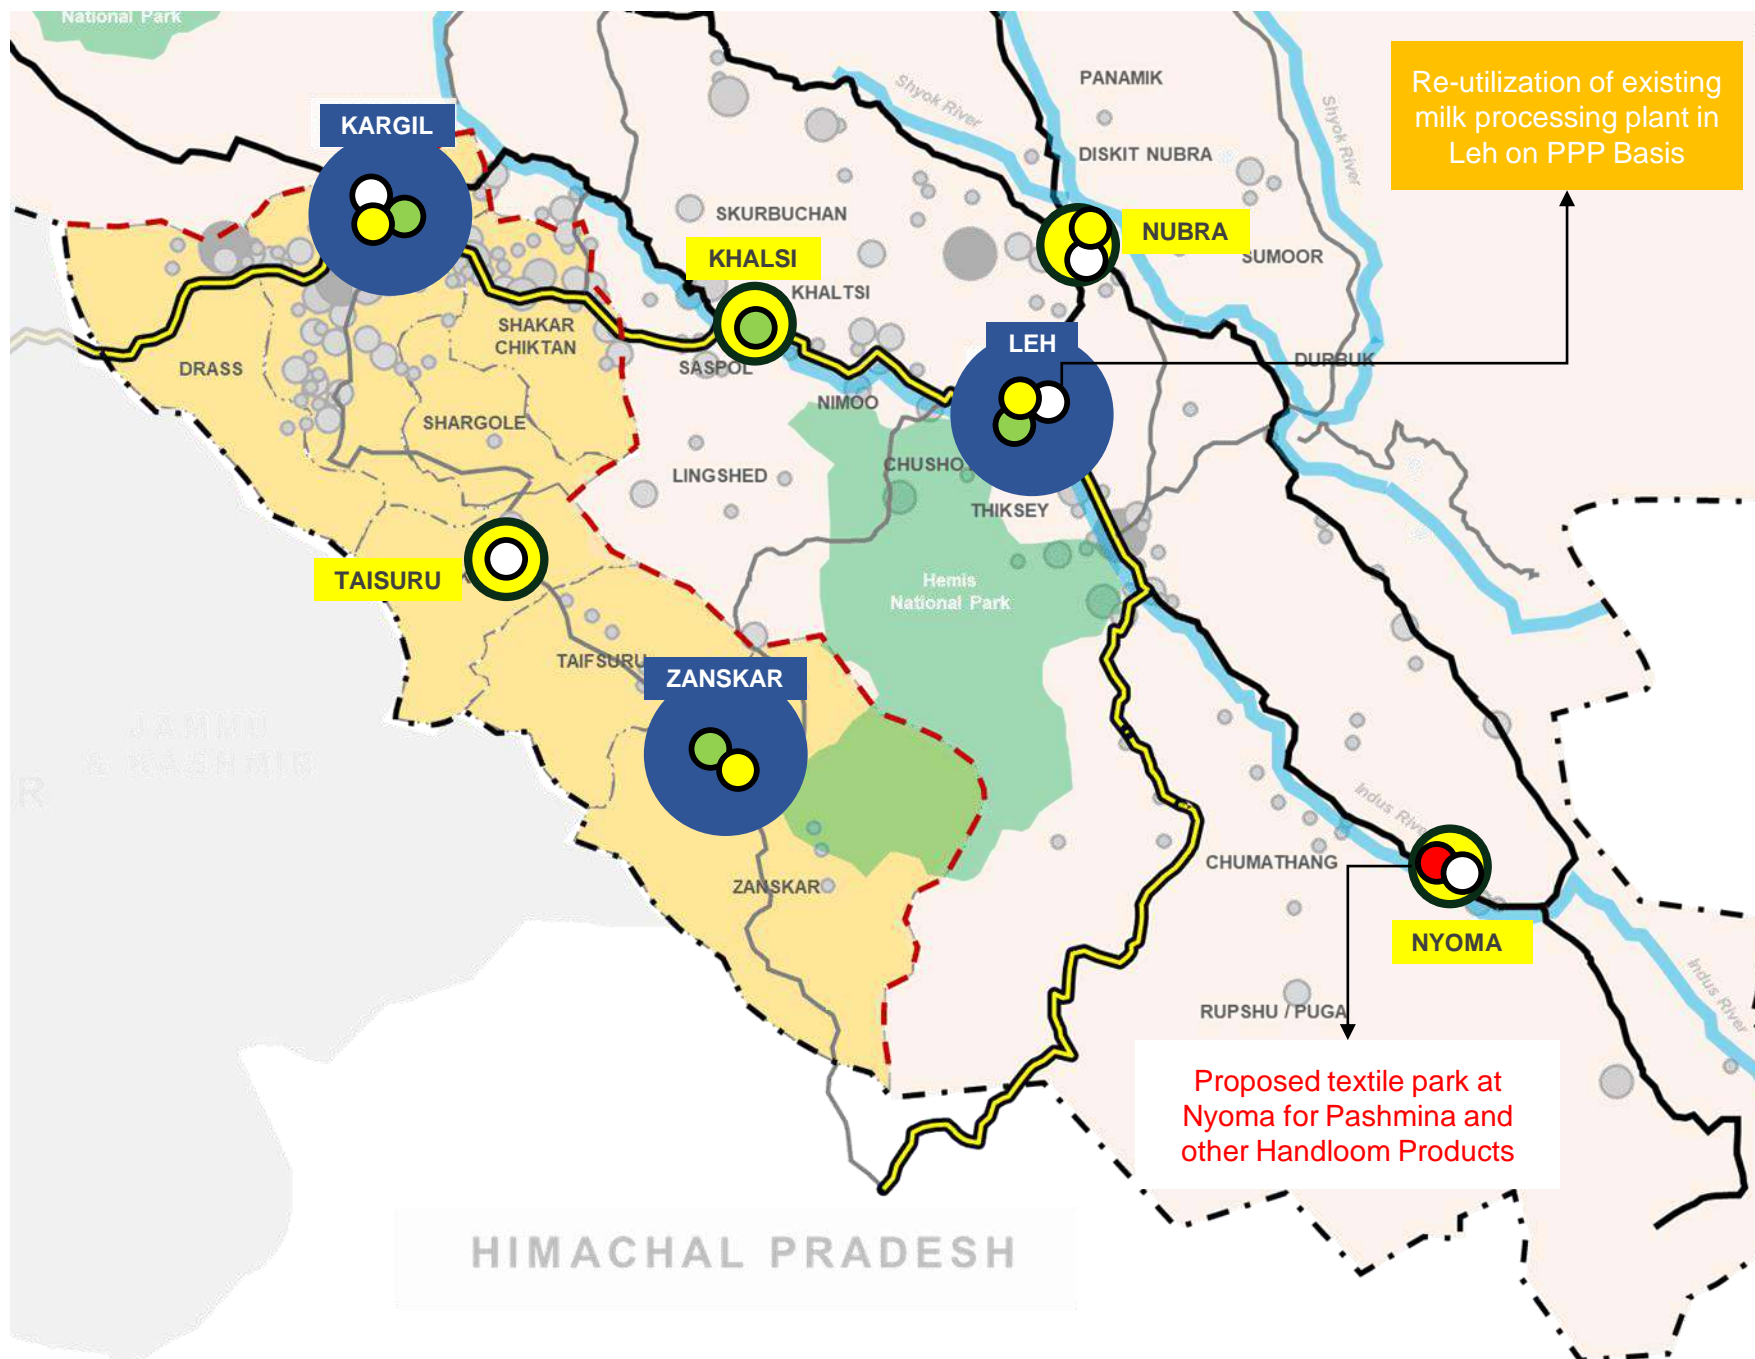 National Park
PANAMIK
Re-utilization of existing
milk processing plant in
Leh on PPP Basis
Shyok River
Shyok River
KARGIL
DISKIT NUBRA
SKURBUCHAN
NUBRA
SUMOOR
KHALSI
KHALTSI
SHAKAR
CHIKTAN
LEH
DURBUK
DRASS
SASPOL
NIMOO
SHARGOLE
CHUSHO
LINGSHED
THIKSEY
TAISURU
Hemis
National Park
TAIFSURU
ZANSKAR
JAMMU
& KASHMIR
R
Indus River
CHUMATHANG
ZANSKAR
NYOMA
Indus River
RUPSHU / PUGA
Proposed textile park at
Nyoma for Pashmina and
other Handloom Products
HIMACHAL PRADESH